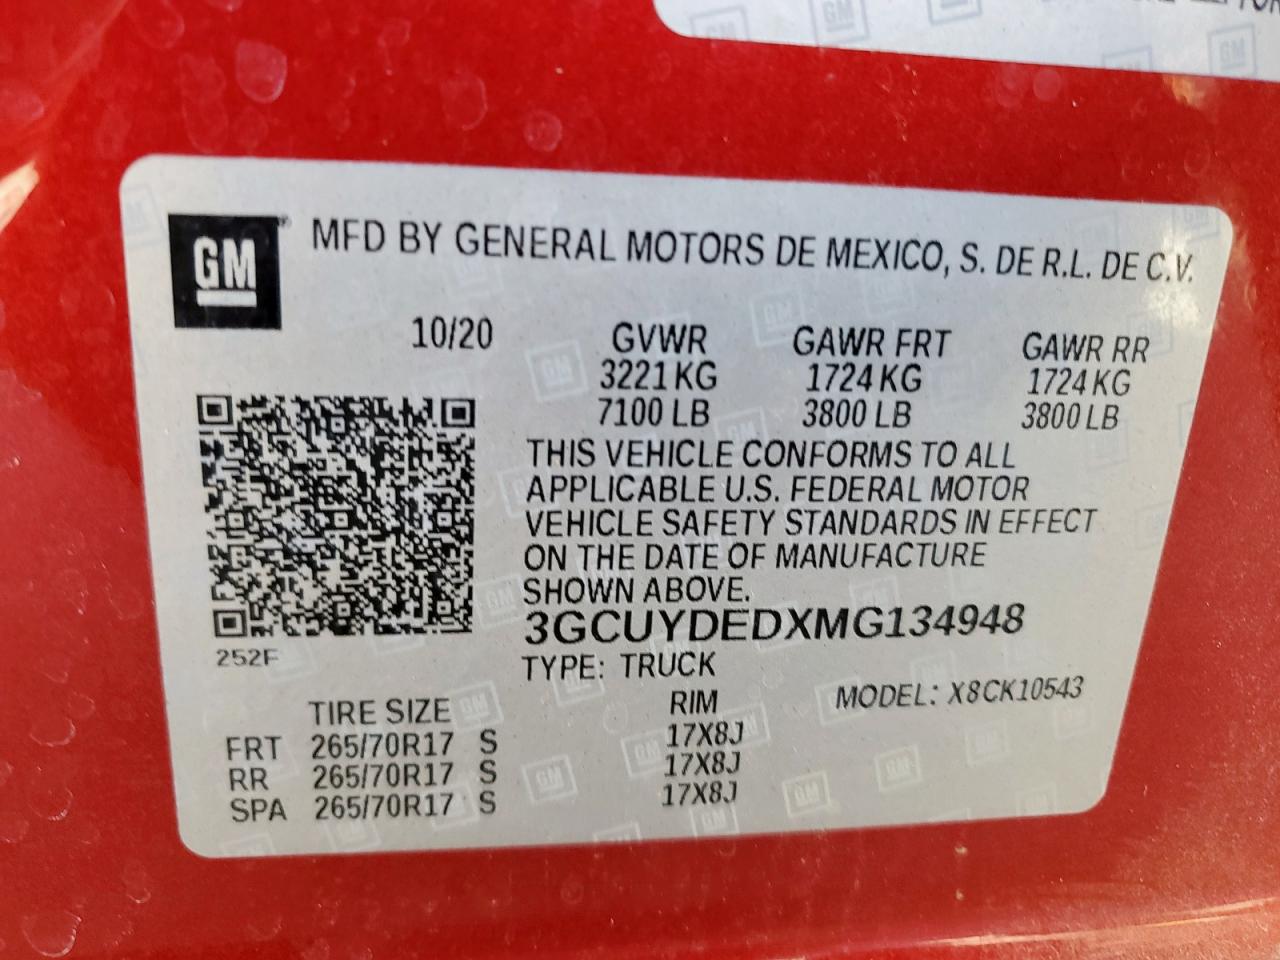 GM
MFD BY GENERAL MOTORS DE MEXICO, S. DE R.L. DE C.V.
10/20 GVWR GAWR FRT GAWR RR
3221 KG 1724 KG 1724 KG
7100 LB 3800 LB 3800 LB
THIS VEHICLE CONFORMS TO ALL
APPLICABLE U.S. FEDERAL MOTOR
VEHICLE SAFETY STANDARDS IN EFFECT
ON THE DATE OF MANUFACTURE
SHOWN ABOVE.
3GCUYDEDXMG134948
252F
TYPE: TRUCK
TIRE SIZE RIM MODEL: X8CK10543
FRT 265/70R17 S 17X8J
RR 265/70R17 S 17X8J
SPA 265/70R17 S 17X8J